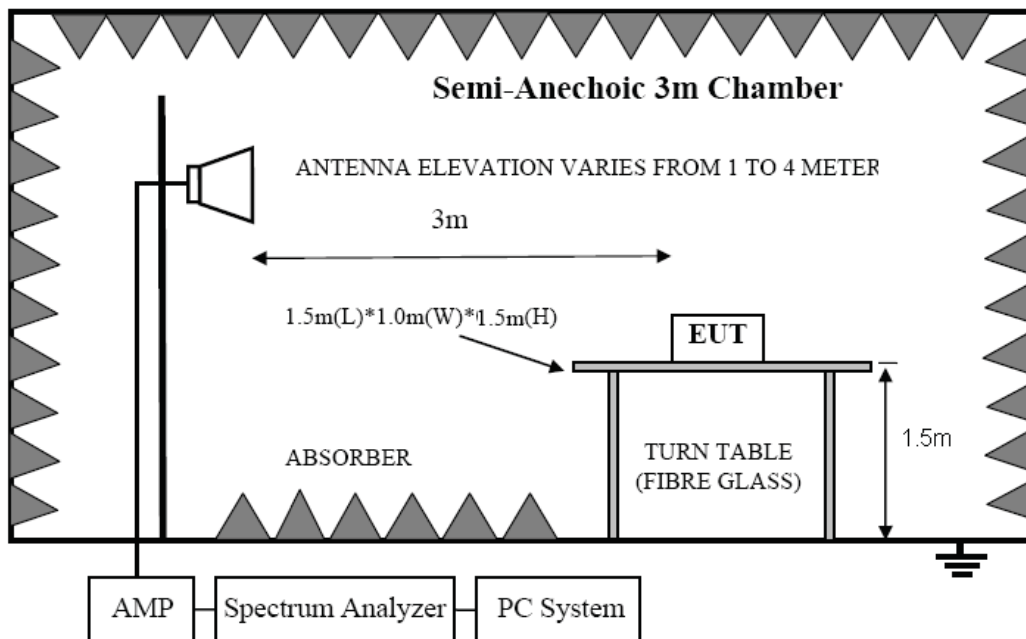 Semi-Anechoic 3m Chamber
ANTENNA ELEVATION VARIES FROM 1 TO 4 METER
3m
1.5m(L)*1.0m(W)*1.5m(H)
EUT
1.5m
ABSORBER
TURN TABLE
(FIBRE GLASS)
AMP
Spectrum Analyzer
PC System